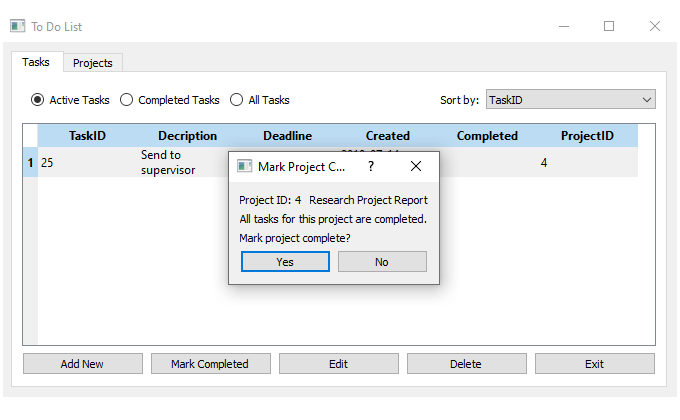 To Do List
Tasks Projects
Active Tasks Completed Tasks All Tasks Sort by: TaskID
TaskID Decription Deadline Created Completed ProjectID
1 25 Send to supervisor 4
Mark Project C... ?
Project ID: 4 Research Project Report
All tasks for this project are completed.
Mark project complete?
Yes No
Add New Mark Completed Edit Delete Exit